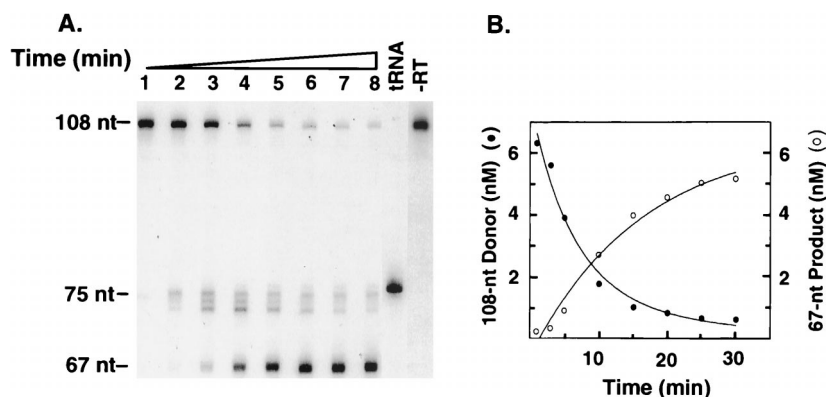 A.
Time (min)
1 2 3 4 5 6 7 8 tRNA -RT
108 nt–
75 nt–
67 nt–
B.
108-nt Donor (nM) (●)
6
4
2
67-nt Product (nM) (○)
6
4
2
10 20 30
Time (min)